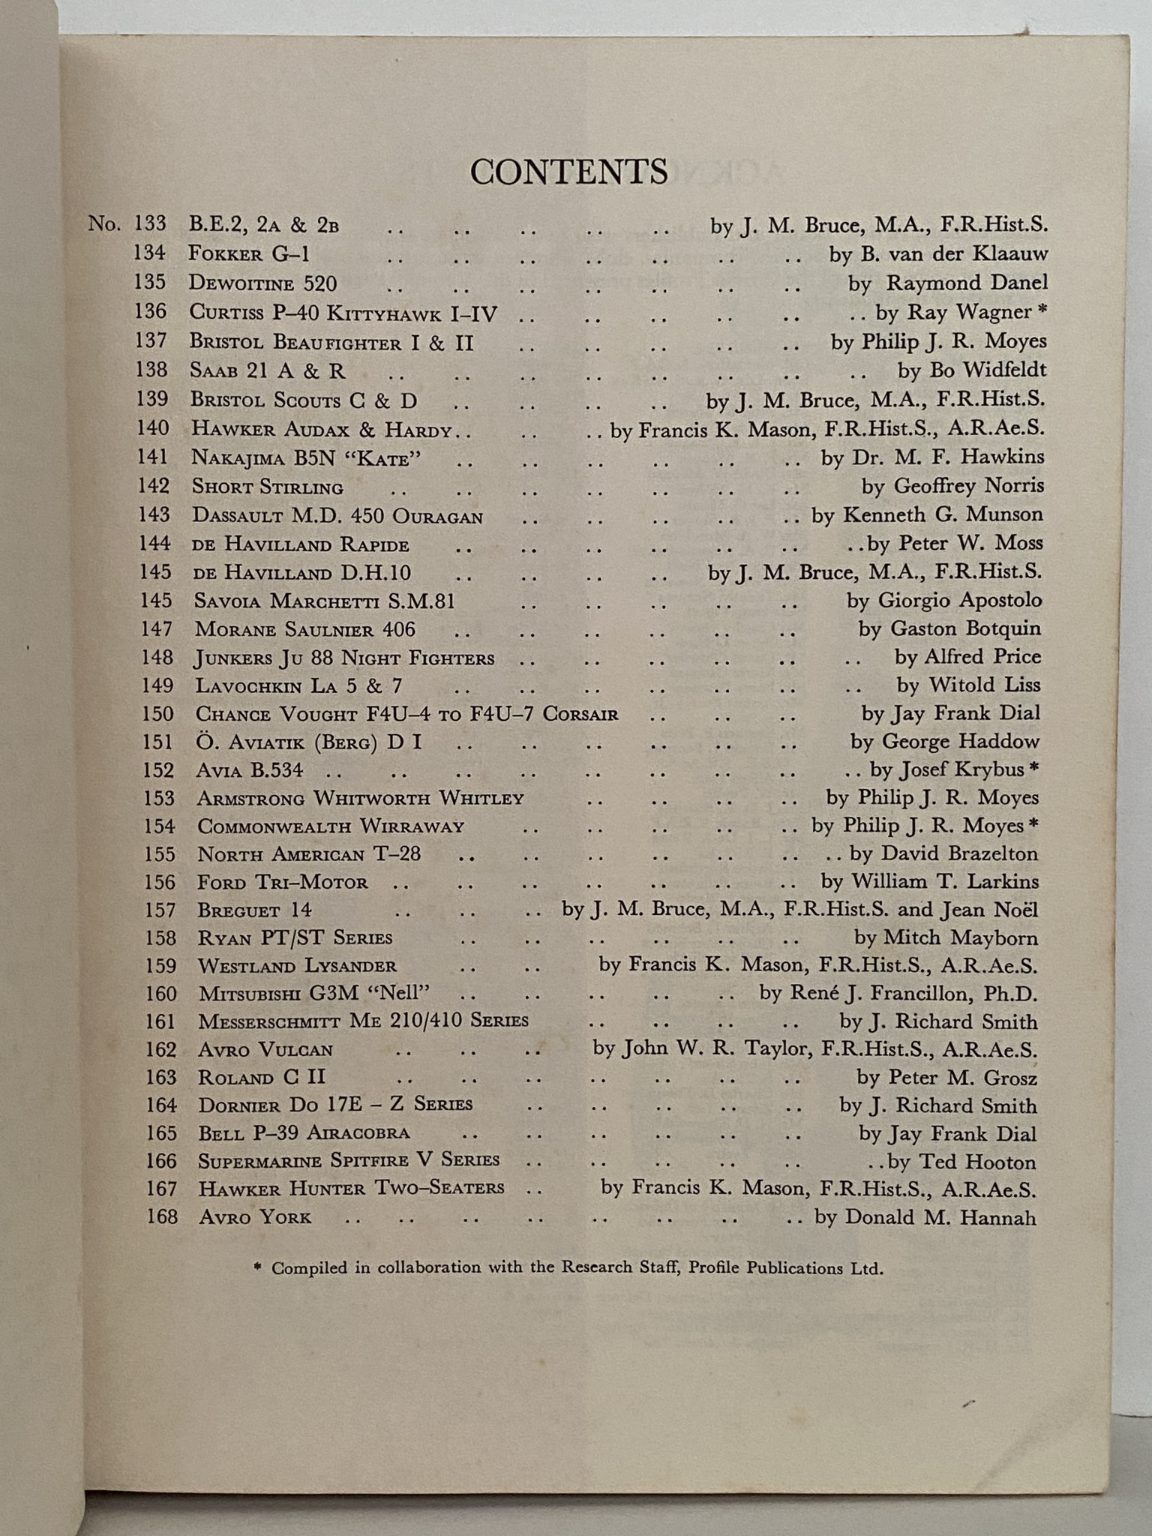 CONTENTS
No. 133 B.E.2, 2A & 2B .. .. .. .. .. by J. M. Bruce, M.A., F.R.Hist.S.
134 FOKKER G–1 .. .. .. .. .. .. .. by B. van der Klaauw
135 DEWOITINE 520 .. .. .. .. .. .. .. by Raymond Danel
136 CURTISS P–40 KITTYHAWK I–IV .. .. .. .. .. .. by Ray Wagner *
137 BRISTOL BEAUFIGHTER I & II .. .. .. .. .. by Philip J. R. Moyes
138 SAAB 21 A & R .. .. .. .. .. .. .. .. by Bo Widfeldt
139 BRISTOL SCOUTS C & D .. .. .. .. by J. M. Bruce, M.A., F.R.Hist.S.
140 HAWKER AUDAX & HARDY .. .. .. by Francis K. Mason, F.R.Hist.S., A.R.Ae.S.
141 NAKAJIMA B5N “KATE” .. .. .. .. .. .. by Dr. M. F. Hawkins
142 SHORT STIRLING .. .. .. .. .. .. .. by Geoffrey Norris
143 DASSAULT M.D. 450 OURAGAN .. .. .. .. .. by Kenneth G. Munson
144 DE HAVILLAND RAPIDE .. .. .. .. .. .. .. by Peter W. Moss
145 DE HAVILLAND D.H.10 .. .. .. .. by J. M. Bruce, M.A., F.R.Hist.S.
145 SAVOIA MARCHETTI S.M.81 .. .. .. .. .. by Giorgio Apostolo
147 MORANE SAULNIER 406 .. .. .. .. .. .. by Gaston Botquin
148 JUNKERS JU 88 NIGHT FIGHTERS .. .. .. .. .. .. by Alfred Price
149 LAVOCHKIN LA 5 & 7 .. .. .. .. .. .. .. by Witold Liss
150 CHANCE VOUGHT F4U–4 TO F4U–7 CORSAIR .. .. .. by Jay Frank Dial
151 Ö. AVIATIK (BERG) D I .. .. .. .. .. .. by George Haddow
152 AVIA B.534 .. .. .. .. .. .. .. .. .. by Josef Krybus *
153 ARMSTRONG WHITWORTH WHITLEY .. .. .. .. by Philip J. R. Moyes
154 COMMONWEALTH WIRRAWAY .. .. .. .. .. by Philip J. R. Moyes *
155 NORTH AMERICAN T–28 .. .. .. .. .. .. .. by David Brazelton
156 FORD TRI–MOTOR .. .. .. .. .. .. .. by William T. Larkins
157 BREGUET 14 .. .. .. by J. M. Bruce, M.A., F.R.Hist.S. and Jean Noël
158 RYAN PT/ST SERIES .. .. .. .. .. .. by Mitch Mayborn
159 WESTLAND LYSANDER .. .. by Francis K. Mason, F.R.Hist.S., A.R.Ae.S.
160 MITSUBISHI G3M “Nell” .. .. .. .. .. by René J. Francillon, Ph.D.
161 MESSERSCHMITT ME 210/410 SERIES .. .. .. .. by J. Richard Smith
162 AVRO VULCAN .. .. .. by John W. R. Taylor, F.R.Hist.S., A.R.Ae.S.
163 ROLAND C II .. .. .. .. .. .. .. by Peter M. Grosz
164 DORNIER DO 17E – Z SERIES .. .. .. .. .. by J. Richard Smith
165 BELL P–39 AIRACOBRA .. .. .. .. .. .. by Jay Frank Dial
166 SUPERMARINE SPITFIRE V SERIES .. .. .. .. .. .. by Ted Hooton
167 HAWKER HUNTER TWO–SEATERS .. by Francis K. Mason, F.R.Hist.S., A.R.Ae.S.
168 AVRO YORK .. .. .. .. .. .. .. .. by Donald M. Hannah
* Compiled in collaboration with the Research Staff, Profile Publications Ltd.